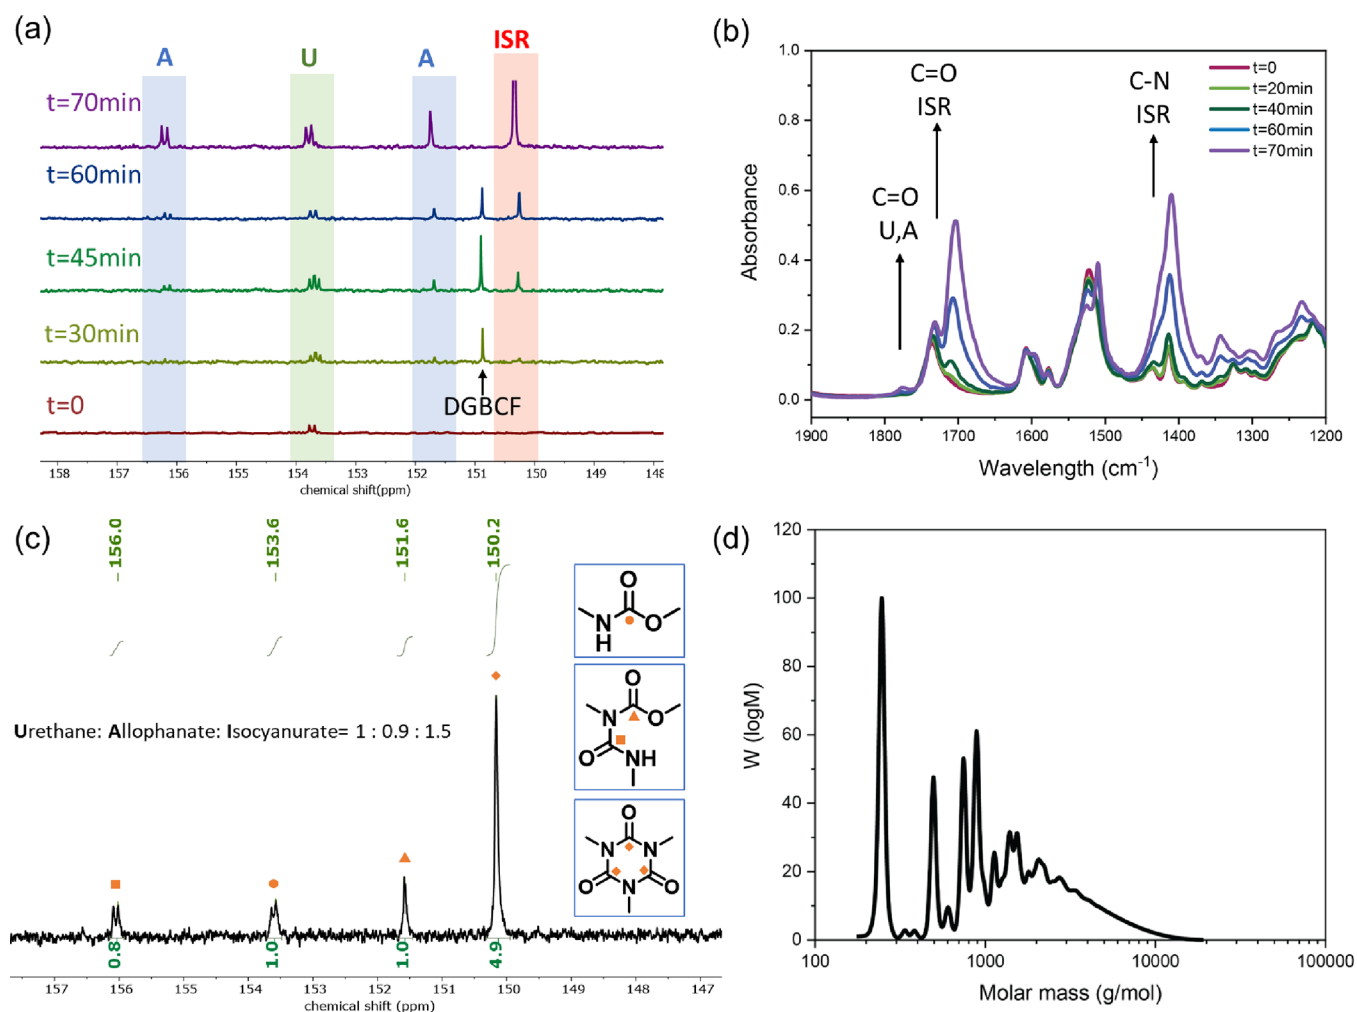 (a)
A
U
A
ISR
t=70min
t=60min
t=45min
t=30min
t=0
DGBCF
158 157 156 155 154 153 152 151 150 149 148
chemical shift(ppm)
(b)
1.0
0.8
0.6
0.4
0.2
0.0
Absorbance
C=O
ISR
C=O
U,A
C-N
ISR
t=0
t=20min
t=40min
t=60min
t=70min
1900 1800 1700 1600 1500 1400 1300 1200
Wavelength (cm⁻¹)
(c)
156.0
153.6
151.6
150.2
Urethane: Allophanate: Isocyanurate= 1 : 0.9 : 1.5
O
N
H
O
O
N
O
O
NH
O
N
N
O
N
O
0.8
1.0
1.0
4.9
157 156 155 154 153 152 151 150 149 148 147
chemical shift (ppm)
(d)
120
100
80
60
40
20
0
W (logM)
100 1000 10000 100000
Molar mass (g/mol)